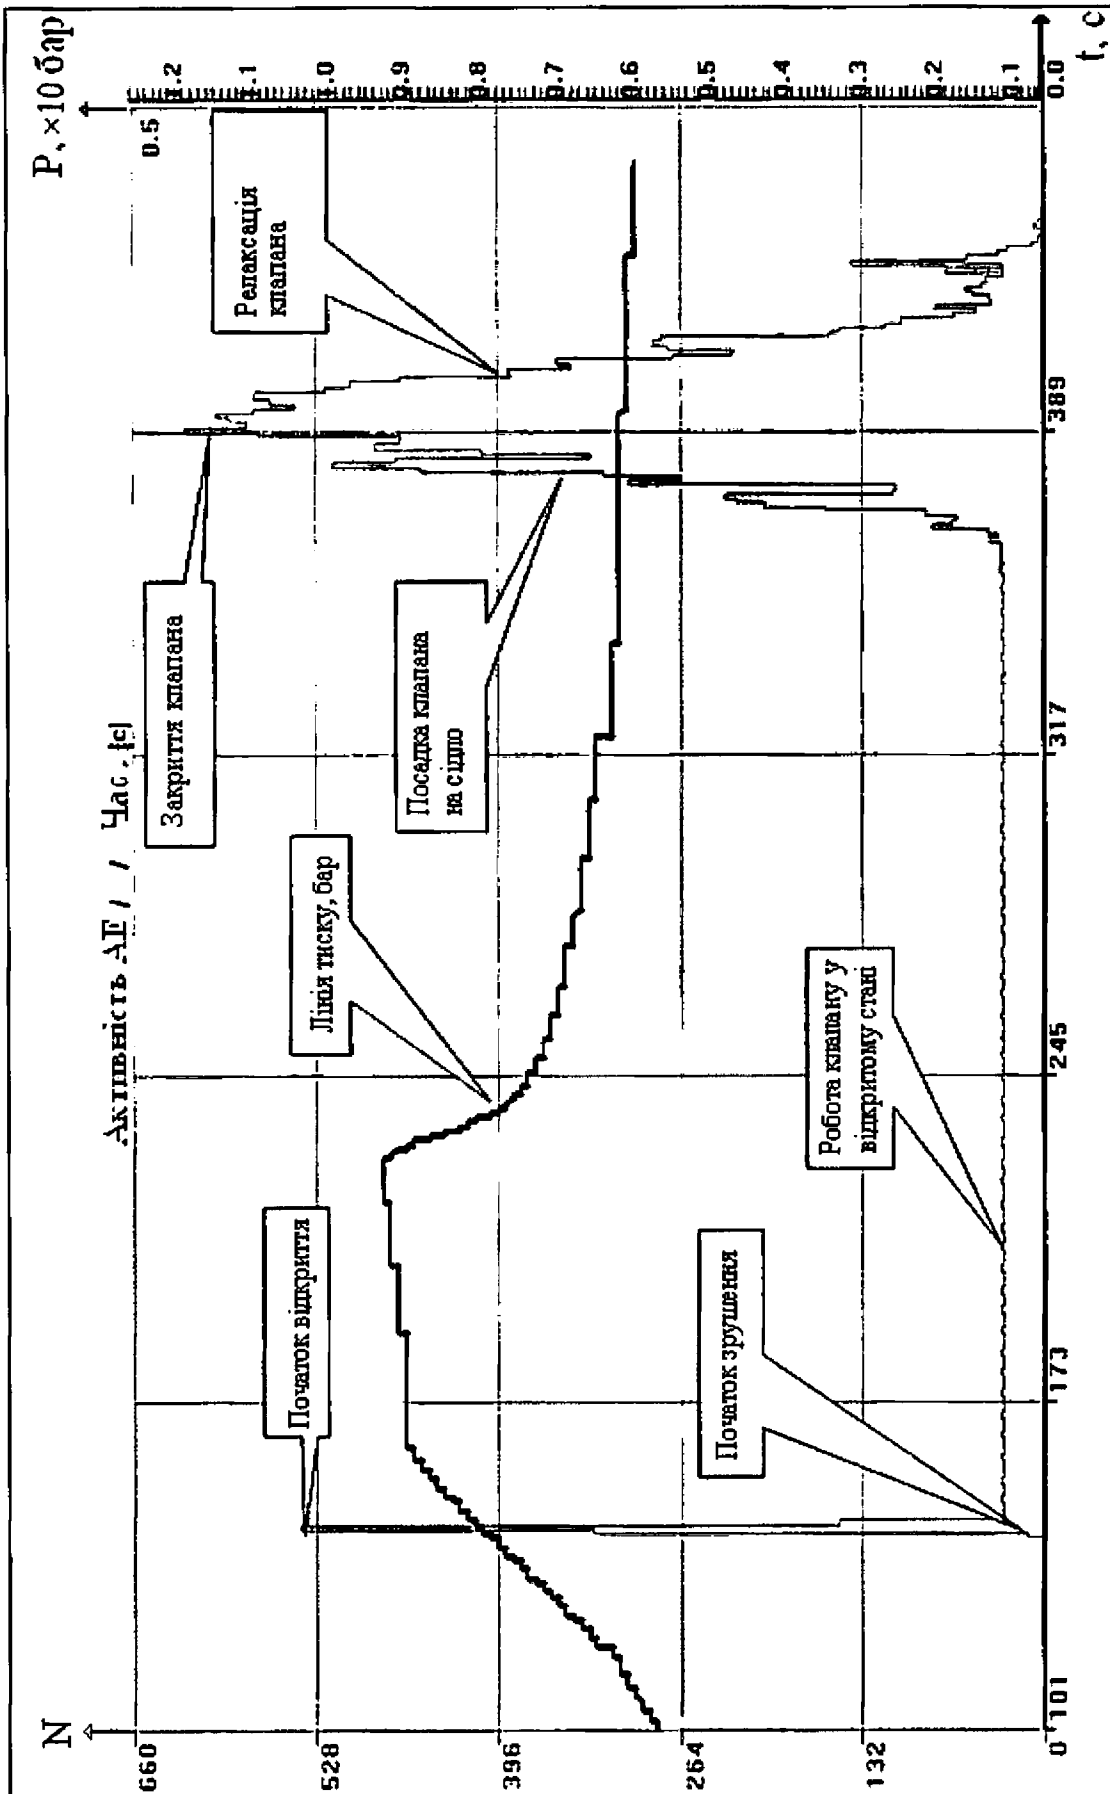 N
P, ×10 бар
Активність АЕ / / Час, [с]
660
528
396
264
132
0
101
173
245
317
389
t, с
0.5
1.2
1.1
1.0
0.9
0.8
0.7
0.6
0.5
0.4
0.3
0.2
0.1
0.0
Початок відкриття
Лінія тиску, бар
Закриття клапана
Релаксація
клапана
Посадка клапана
на сідло
Початок зрушення
Робота клапану у
відкритому стані